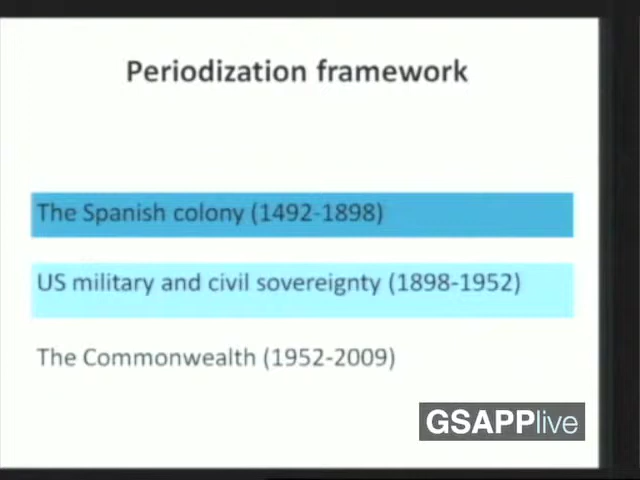 Periodization framework
The Spanish colony (1492-1898)
US military and civil sovereignty (1898-1952)
The Commonwealth (1952-2009)
GSAPPlive